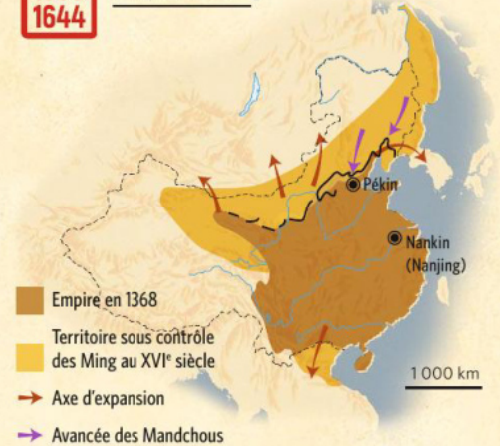 1644
Pékin
Nankin
(Nanjing)
Empire en 1368
Territoire sous contrôle
des Ming au XVIᵉ siècle
1 000 km
Axe d'expansion
Avancée des Mandchous